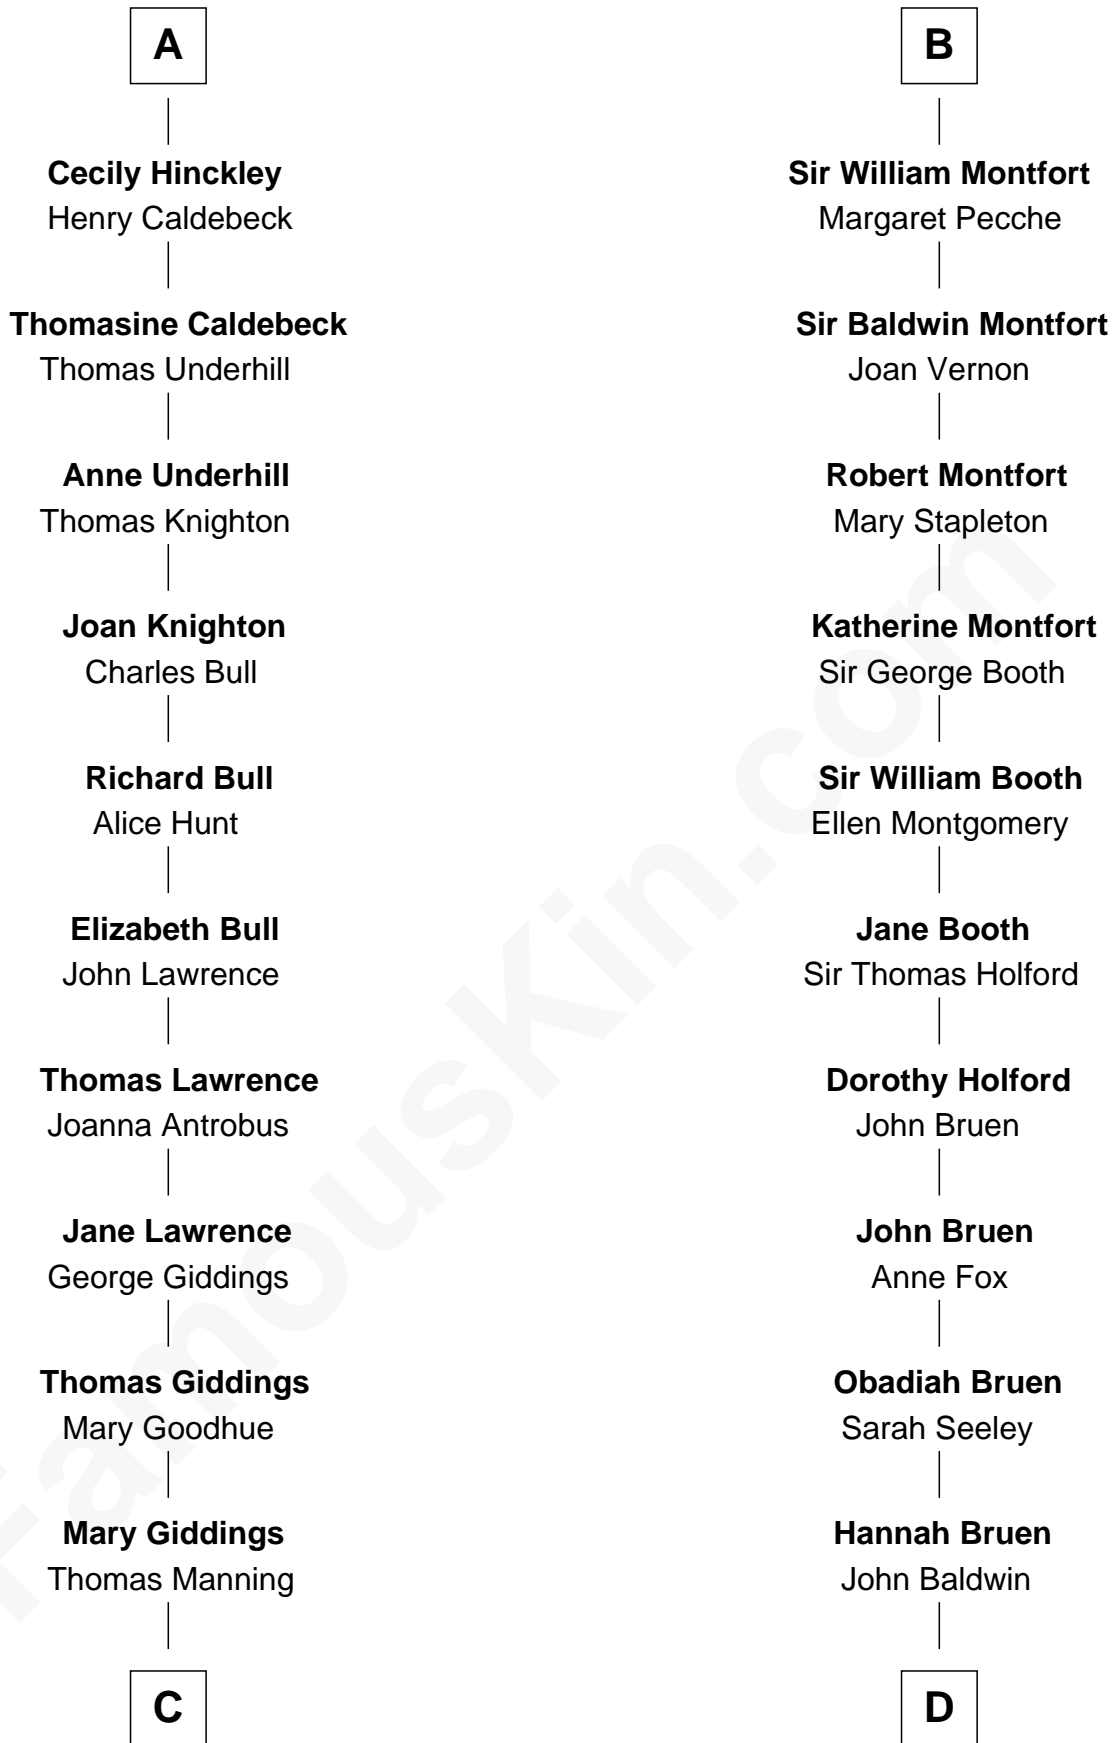 A
Cecily Hinckley
Henry Caldebeck
Thomasine Caldebeck
Thomas Underhill
Anne Underhill
Thomas Knighton
Joan Knighton
Charles Bull
Richard Bull
Alice Hunt
Elizabeth Bull
John Lawrence
Thomas Lawrence
Joanna Antrobus
Jane Lawrence
George Giddings
Thomas Giddings
Mary Goodhue
Mary Giddings
Thomas Manning
C
B
Sir William Montfort
Margaret Pecche
Sir Baldwin Montfort
Joan Vernon
Robert Montfort
Mary Stapleton
Katherine Montfort
Sir George Booth
Sir William Booth
Ellen Montgomery
Jane Booth
Sir Thomas Holford
Dorothy Holford
John Bruen
John Bruen
Anne Fox
Obadiah Bruen
Sarah Seeley
Hannah Bruen
John Baldwin
D
FamousKin.com